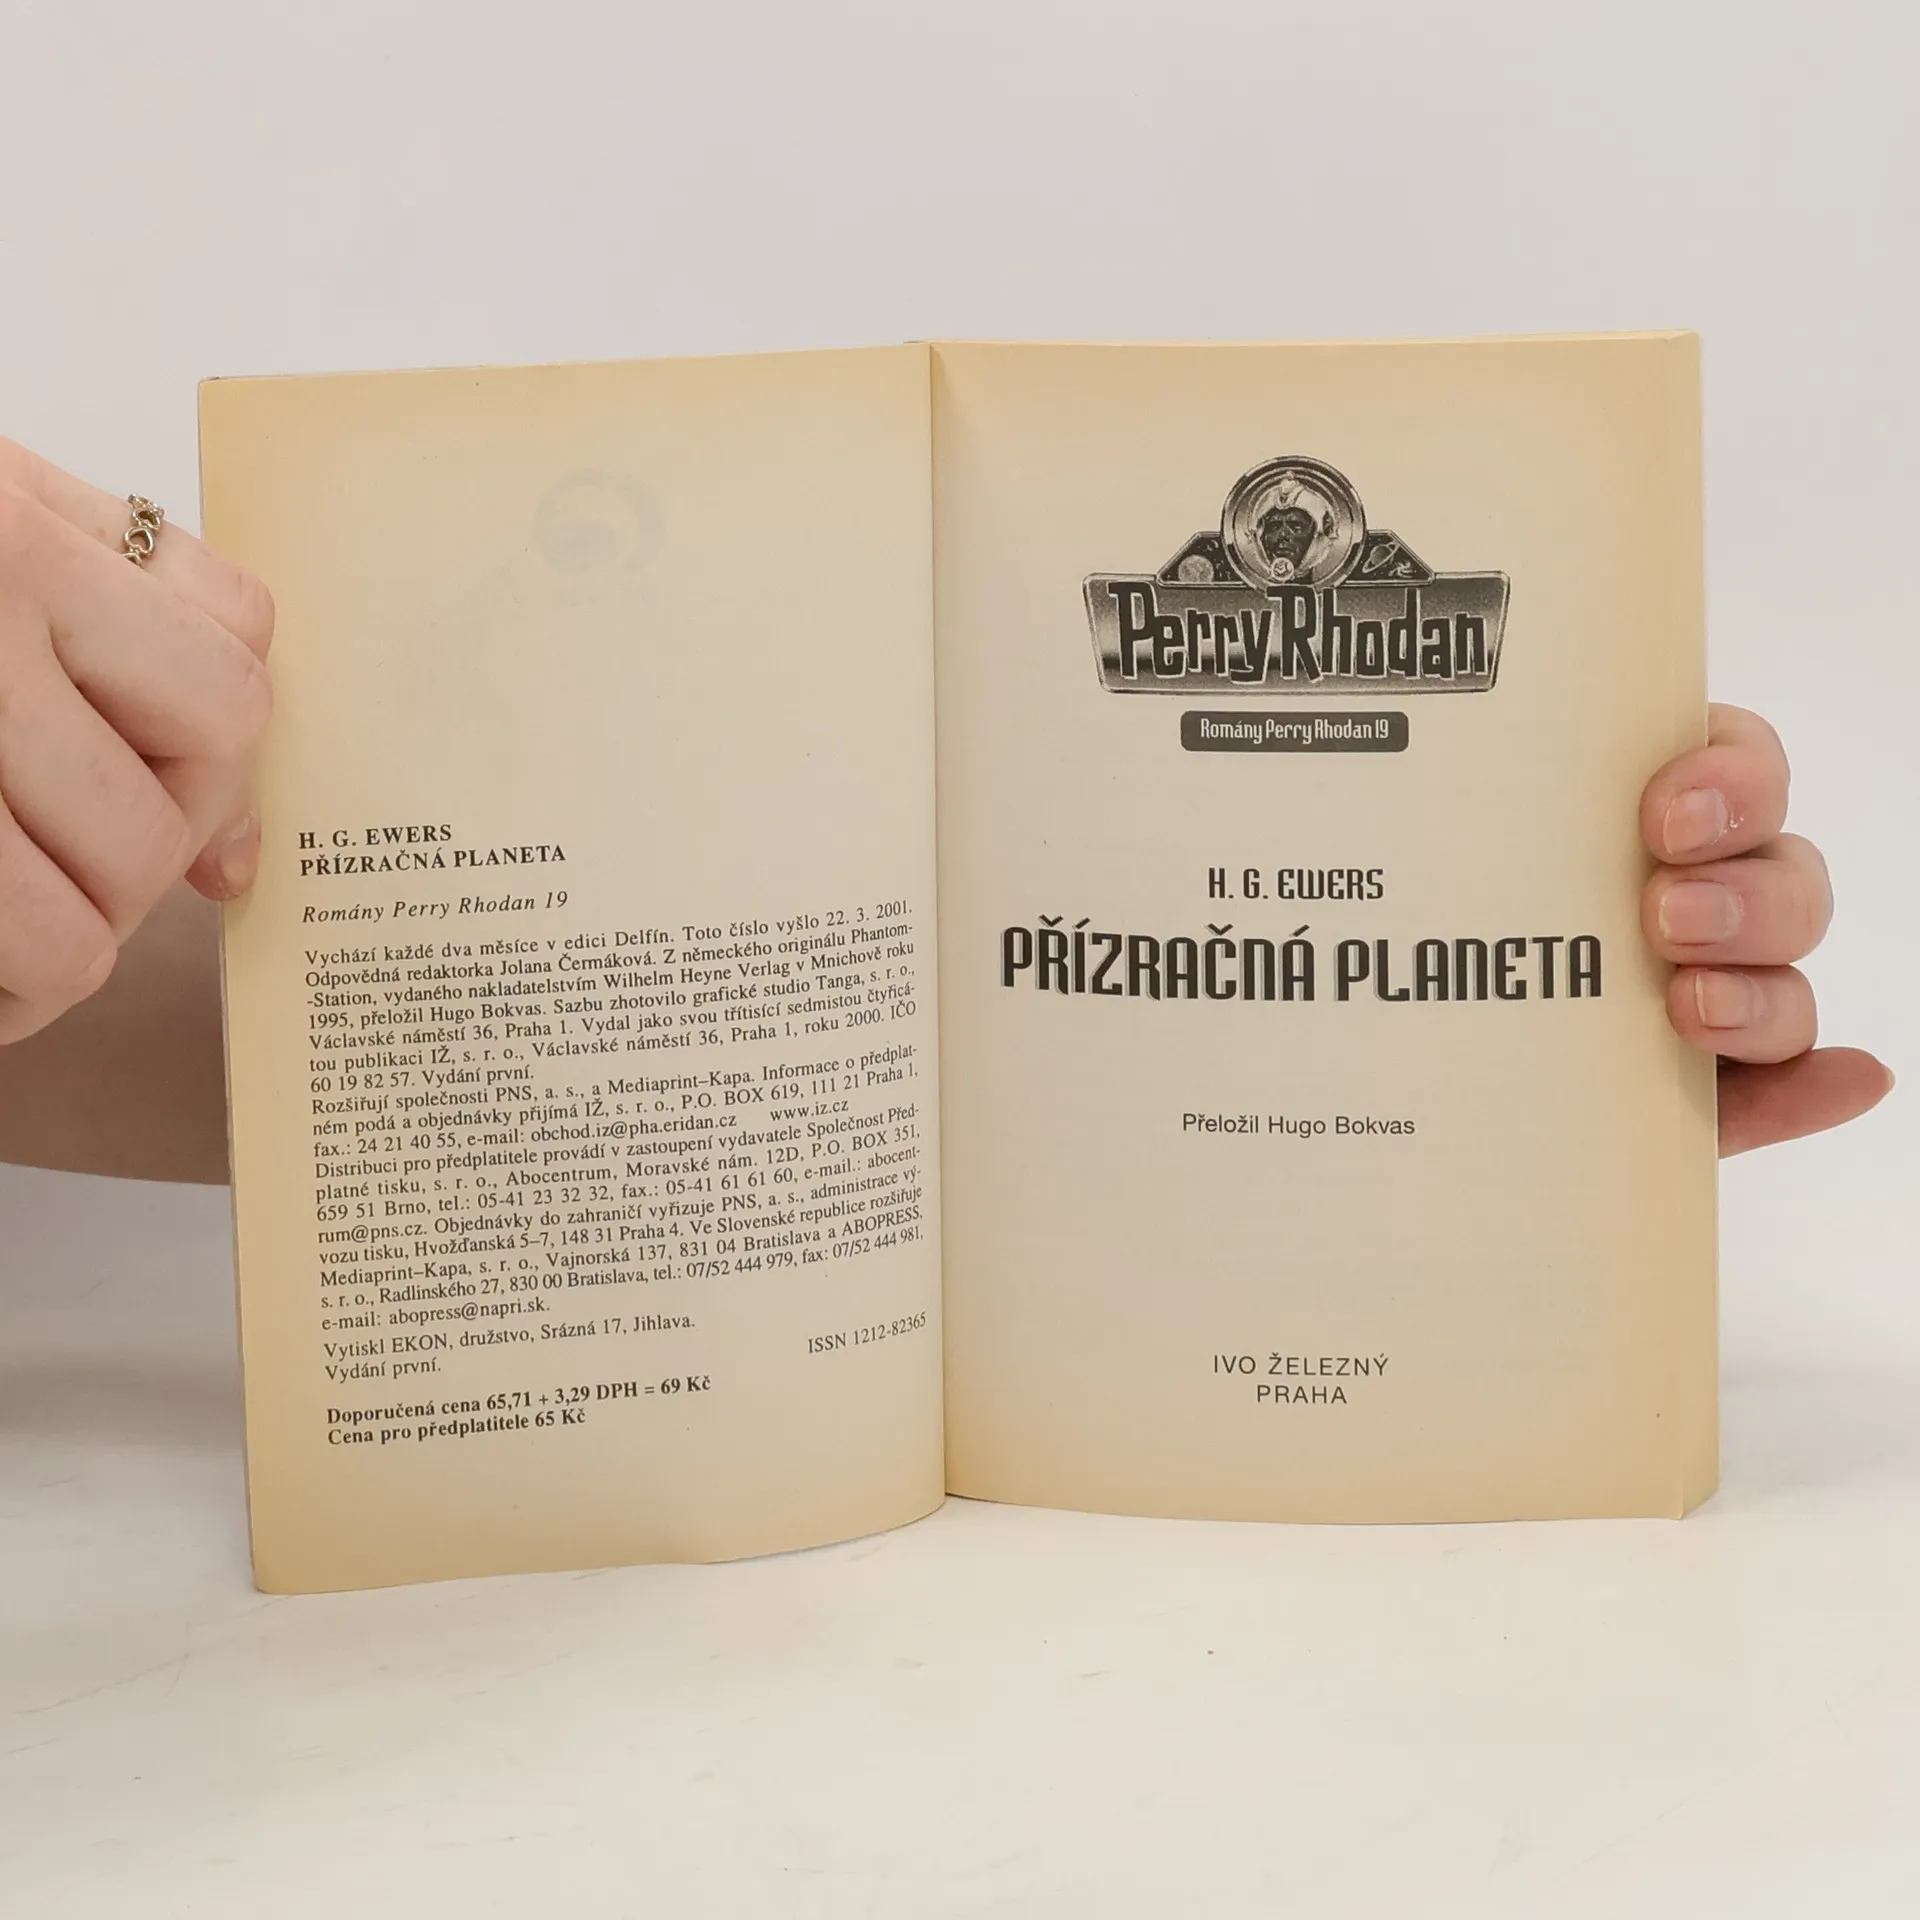 H. G. EWERS
PŘÍZRAČNÁ PLANETA
Romány Perry Rhodan 19
Vychází každé dva měsíce v edici Delfín. Toto číslo vyšlo 22. 3. 2001.
Odpovědná redaktorka Jolana Čermáková. Z německého originálu Phantom-
-Station, vydaného nakladatelstvím Wilhelm Heyne Verlag v Mnichově roku
1995, přeložil Hugo Bokvas. Sazbu zhotovilo grafické studio Tanga, s. r. o.,
Václavské náměstí 36, Praha 1. Vydal jako svou třítisící sedmistou čtyřicá-
tou publikaci IŽ, s. r. o., Václavské náměstí 36, Praha 1, roku 2000. IČO
60 19 82 57. Vydání první.
Rozšiřují společnosti PNS, a. s., a Mediaprint–Kapa. Informace o předplat-
ném podá a objednávky přijímá IŽ, s. r. o., P.O. BOX 619, 111 21 Praha 1,
fax.: 24 21 40 55, e-mail: obchod.iz@pha.eridan.cz www.iz.cz
Distribuci pro předplatitele provádí v zastoupení vydavatele Společnost Před-
platné tisku, s. r. o., Abocentrum, Moravské nám. 12D, P.O. BOX 351,
659 51 Brno, tel.: 05-41 23 32 32, fax.: 05-41 61 61 60, e-mail.: abocent-
rum@pns.cz. Objednávky do zahraničí vyřizuje PNS, a. s., administrace vý-
vozu tisku, Hvožďanská 5–7, 148 31 Praha 4. Ve Slovenské republice rozšiřuje
Mediaprint–Kapa, s. r. o., Vajnorská 137, 831 04 Bratislava a ABOPRESS,
s. r. o., Radlinského 27, 830 00 Bratislava, tel.: 07/52 444 979, fax: 07/52 444 981,
e-mail: abopress@napri.sk.
Vytiskl EKON, družstvo, Srázná 17, Jihlava.
Vydání první.
ISSN 1212-82365
Doporučená cena 65,71 + 3,29 DPH = 69 Kč
Cena pro předplatitele 65 Kč
Perry Rhodan
Romány Perry Rhodan 19
H. G. EWERS
PŘÍZRAČNÁ PLANETA
Přeložil Hugo Bokvas
IVO ŽELEZNÝ
PRAHA